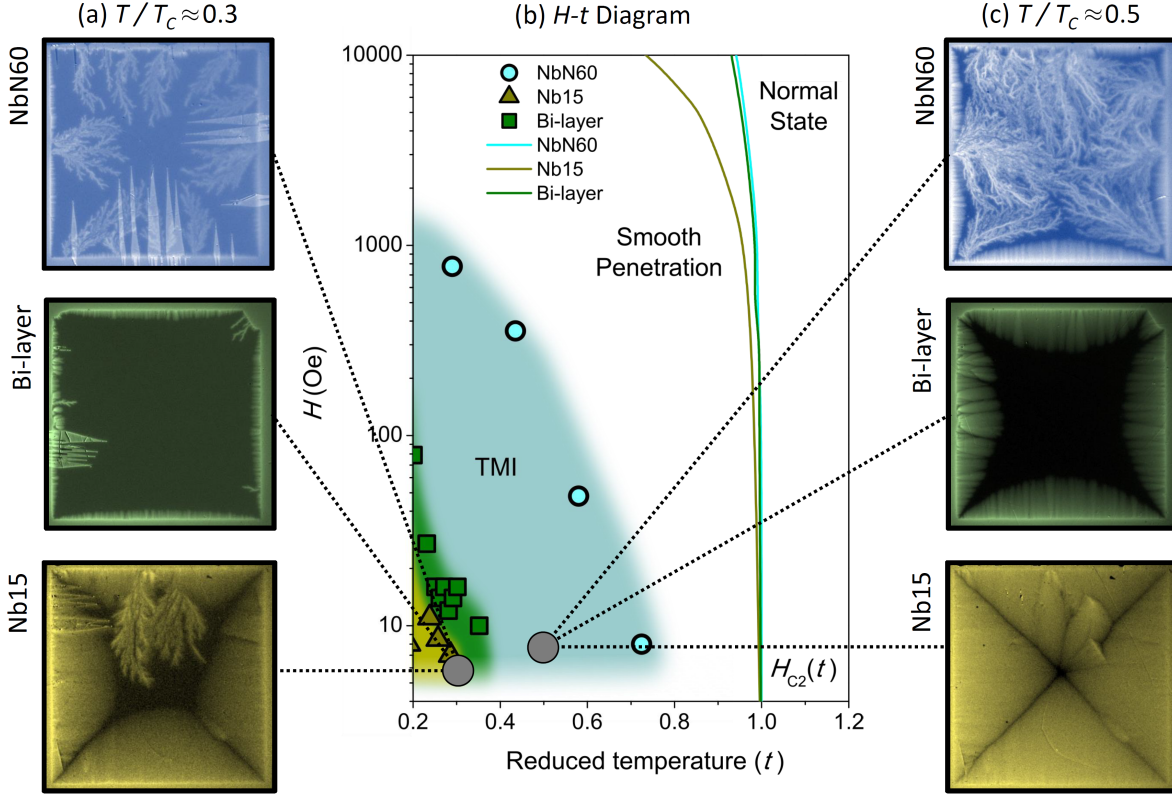 (a) T / T_C ≈ 0.3
(b) H-t Diagram
(c) T / T_C ≈ 0.5
NbN60
Bi-layer
Nb15
10000
1000
100
10
H (Oe)
NbN60
Nb15
Bi-layer
NbN60
Nb15
Bi-layer
Normal
State
Smooth
Penetration
TMI
H_C2(t)
0.2
0.4
0.6
0.8
1.0
1.2
Reduced temperature (t)
NbN60
Bi-layer
Nb15